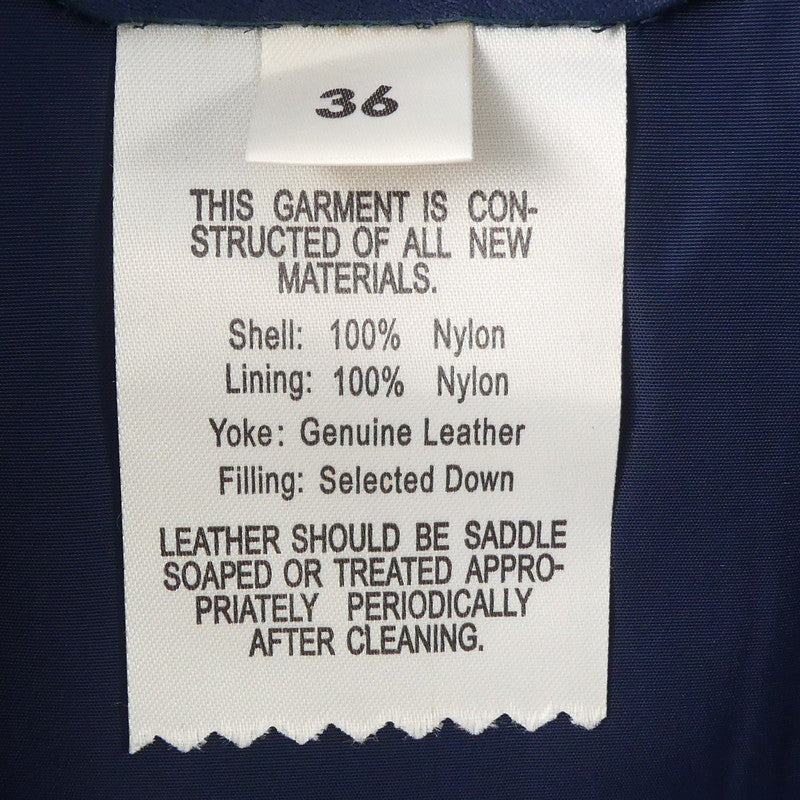 36
THIS GARMENT IS CON-
STRUCTED OF ALL NEW
MATERIALS.
Shell: 100% Nylon
Lining: 100% Nylon
Yoke: Genuine Leather
Filling: Selected Down
LEATHER SHOULD BE SADDLE
SOAPED OR TREATED APPRO-
PRIATELY PERIODICALLY
AFTER CLEANING.